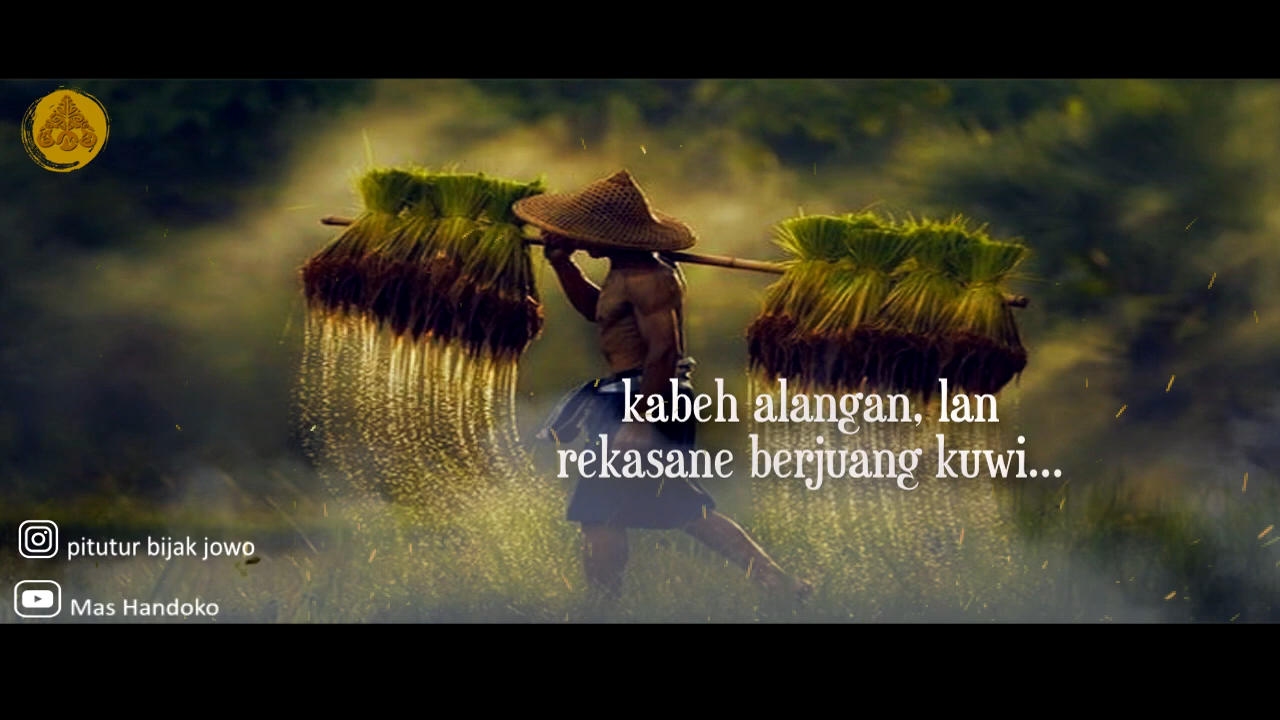 kabeh alangan, lan
rekasane berjuang kuwi...
pitutur bijak jowo
Mas Handoko